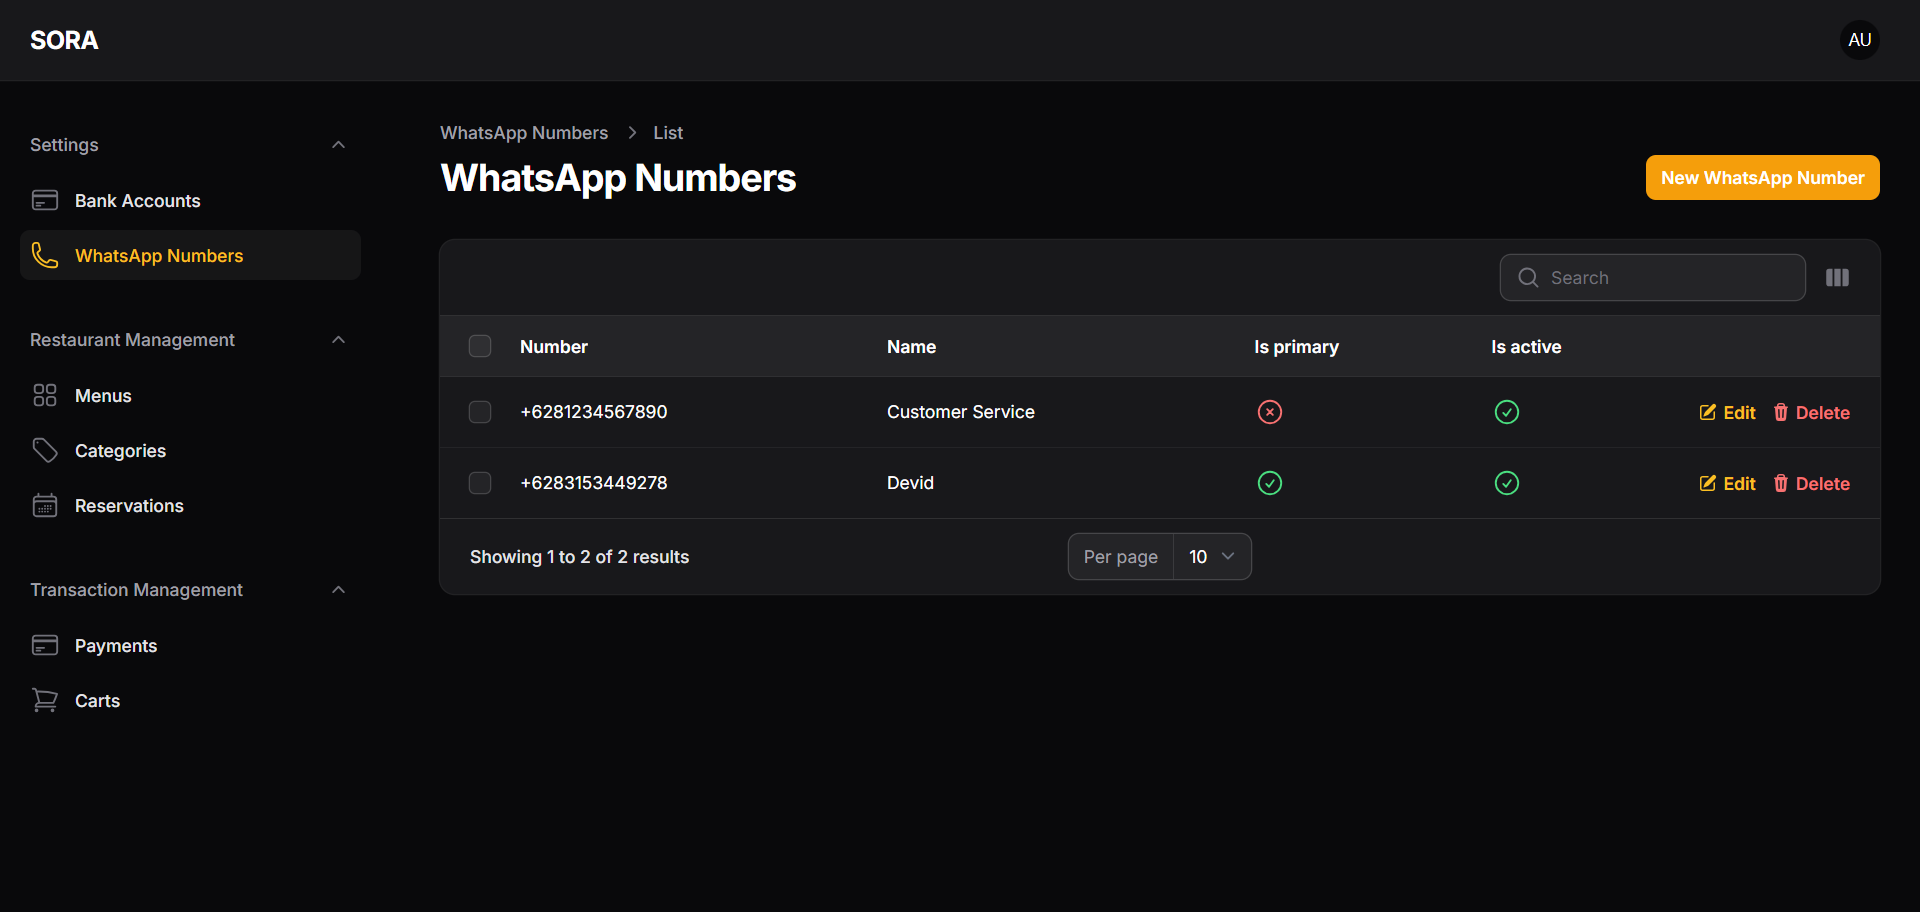 SORA
AU
Settings
Bank Accounts
WhatsApp Numbers
Restaurant Management
Menus
Categories
Reservations
Transaction Management
Payments
Carts
WhatsApp Numbers > List
WhatsApp Numbers
New WhatsApp Number
Search
Number Name Is primary Is active
+6281234567890 Customer Service Edit Delete
+6283153449278 Devid Edit Delete
Showing 1 to 2 of 2 results
Per page 10